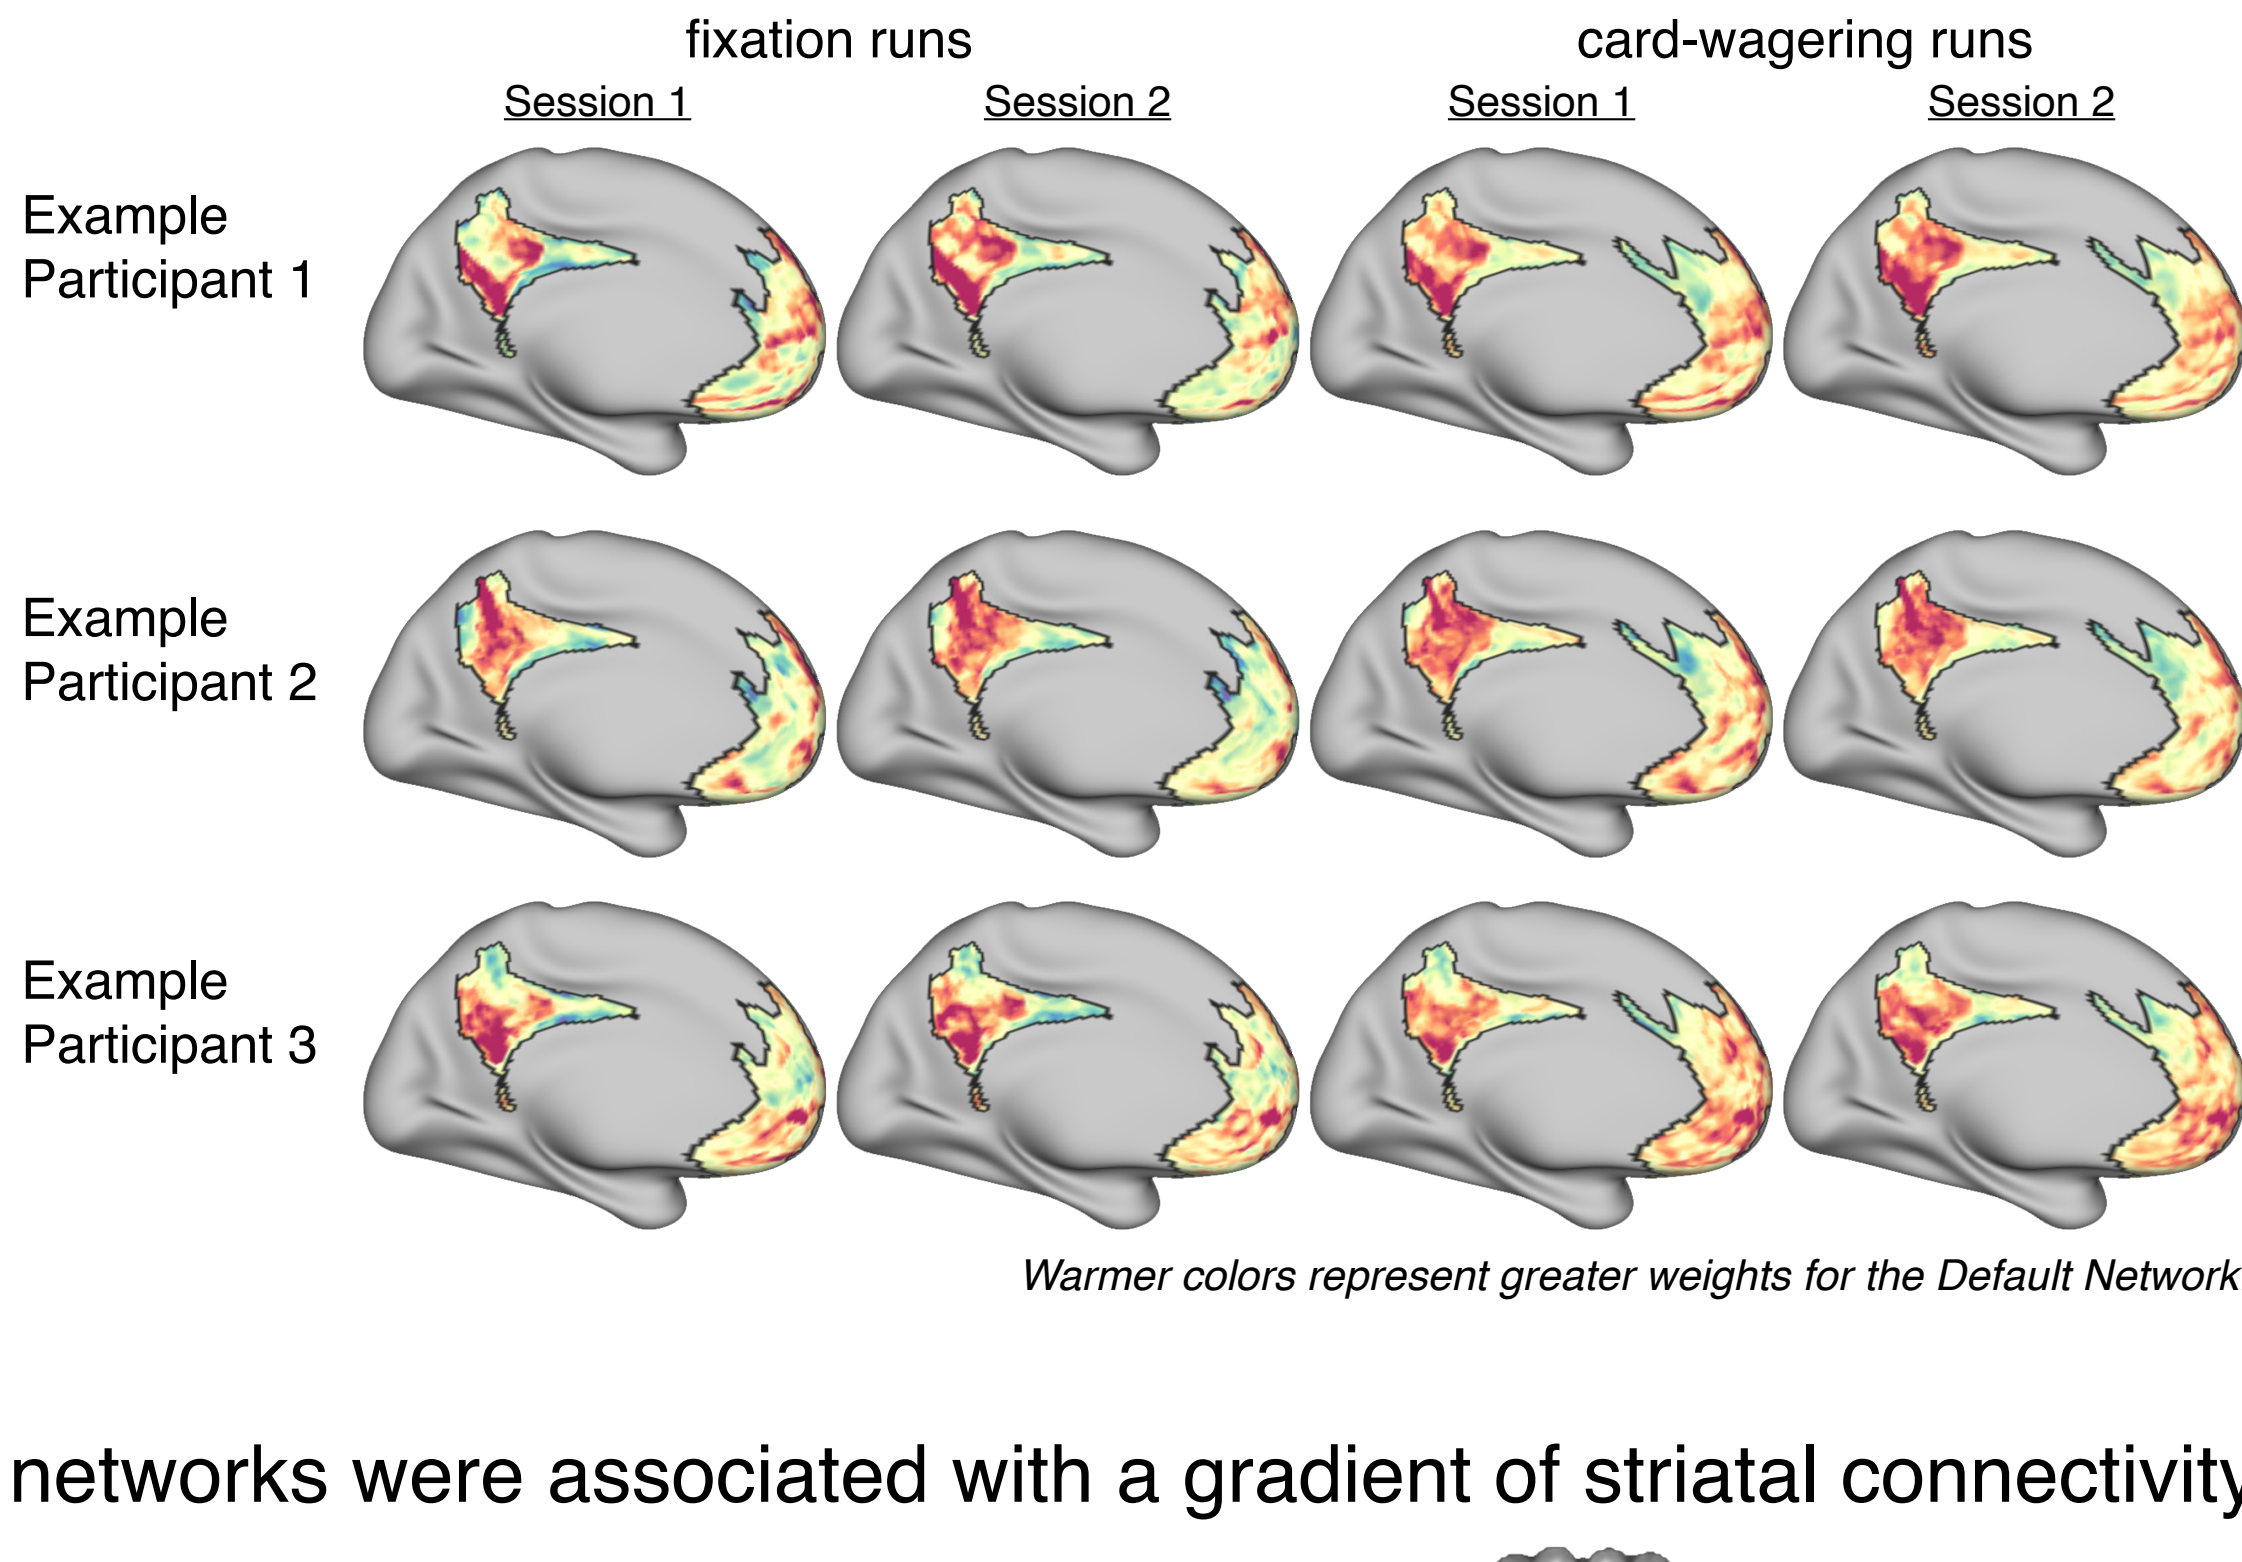 fixation runs card-wagering runs
Session 1 Session 2 Session 1 Session 2
Example
Participant 1
Example
Participant 2
Example
Participant 3
Warmer colors represent greater weights for the Default Network.
networks were associated with a gradient of striatal connectivity